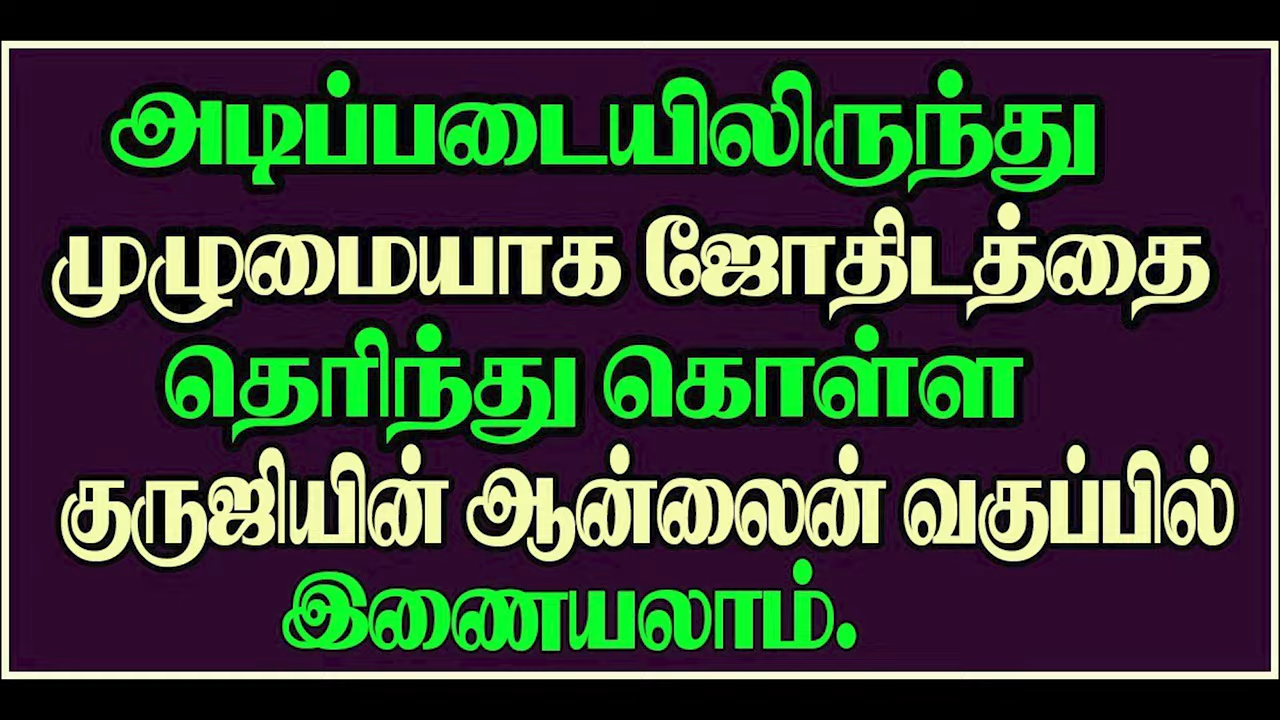 அடிப்படையிலிருந்து
முழுமையாக ஜோதிடத்தை
தெரிந்து கொள்ள
குருஜியின் ஆன்லைன் வகுப்பில்
இணையலாம்.